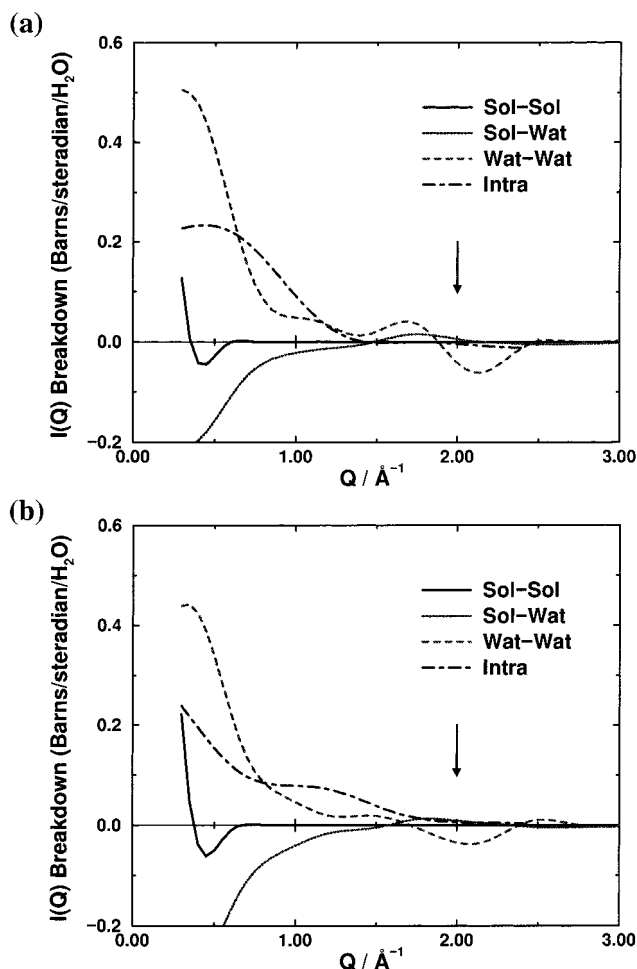 (a)
I(Q) Breakdown (Barns/steradian/H₂O)
0.6
0.4
0.2
0.0
−0.2
Sol−Sol
Sol−Wat
Wat−Wat
Intra
0.00
1.00
2.00
3.00
Q / Å⁻¹
(b)
I(Q) Breakdown (Barns/steradian/H₂O)
0.6
0.4
0.2
0.0
−0.2
Sol−Sol
Sol−Wat
Wat−Wat
Intra
0.00
1.00
2.00
3.00
Q / Å⁻¹